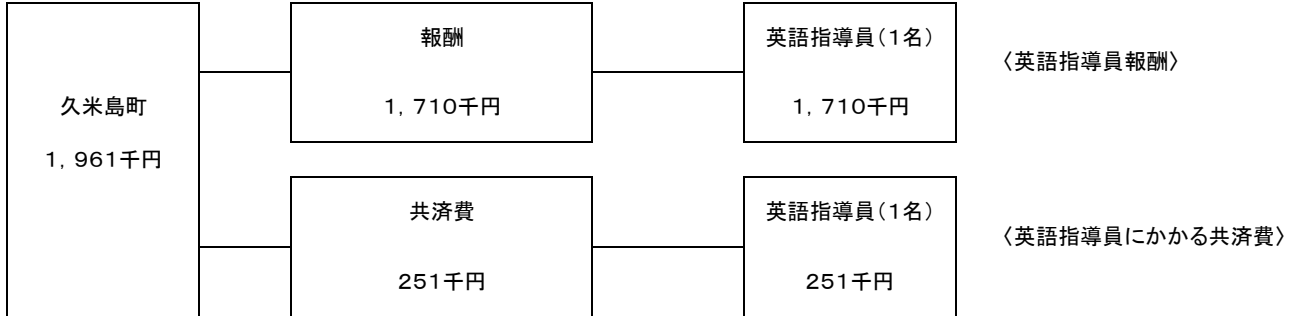 久米島町
1，961千円
報酬
1，710千円
英語指導員（1名）
1，710千円
〈英語指導員報酬〉
共済費
251千円
英語指導員（1名）
251千円
〈英語指導員にかかる共済費〉